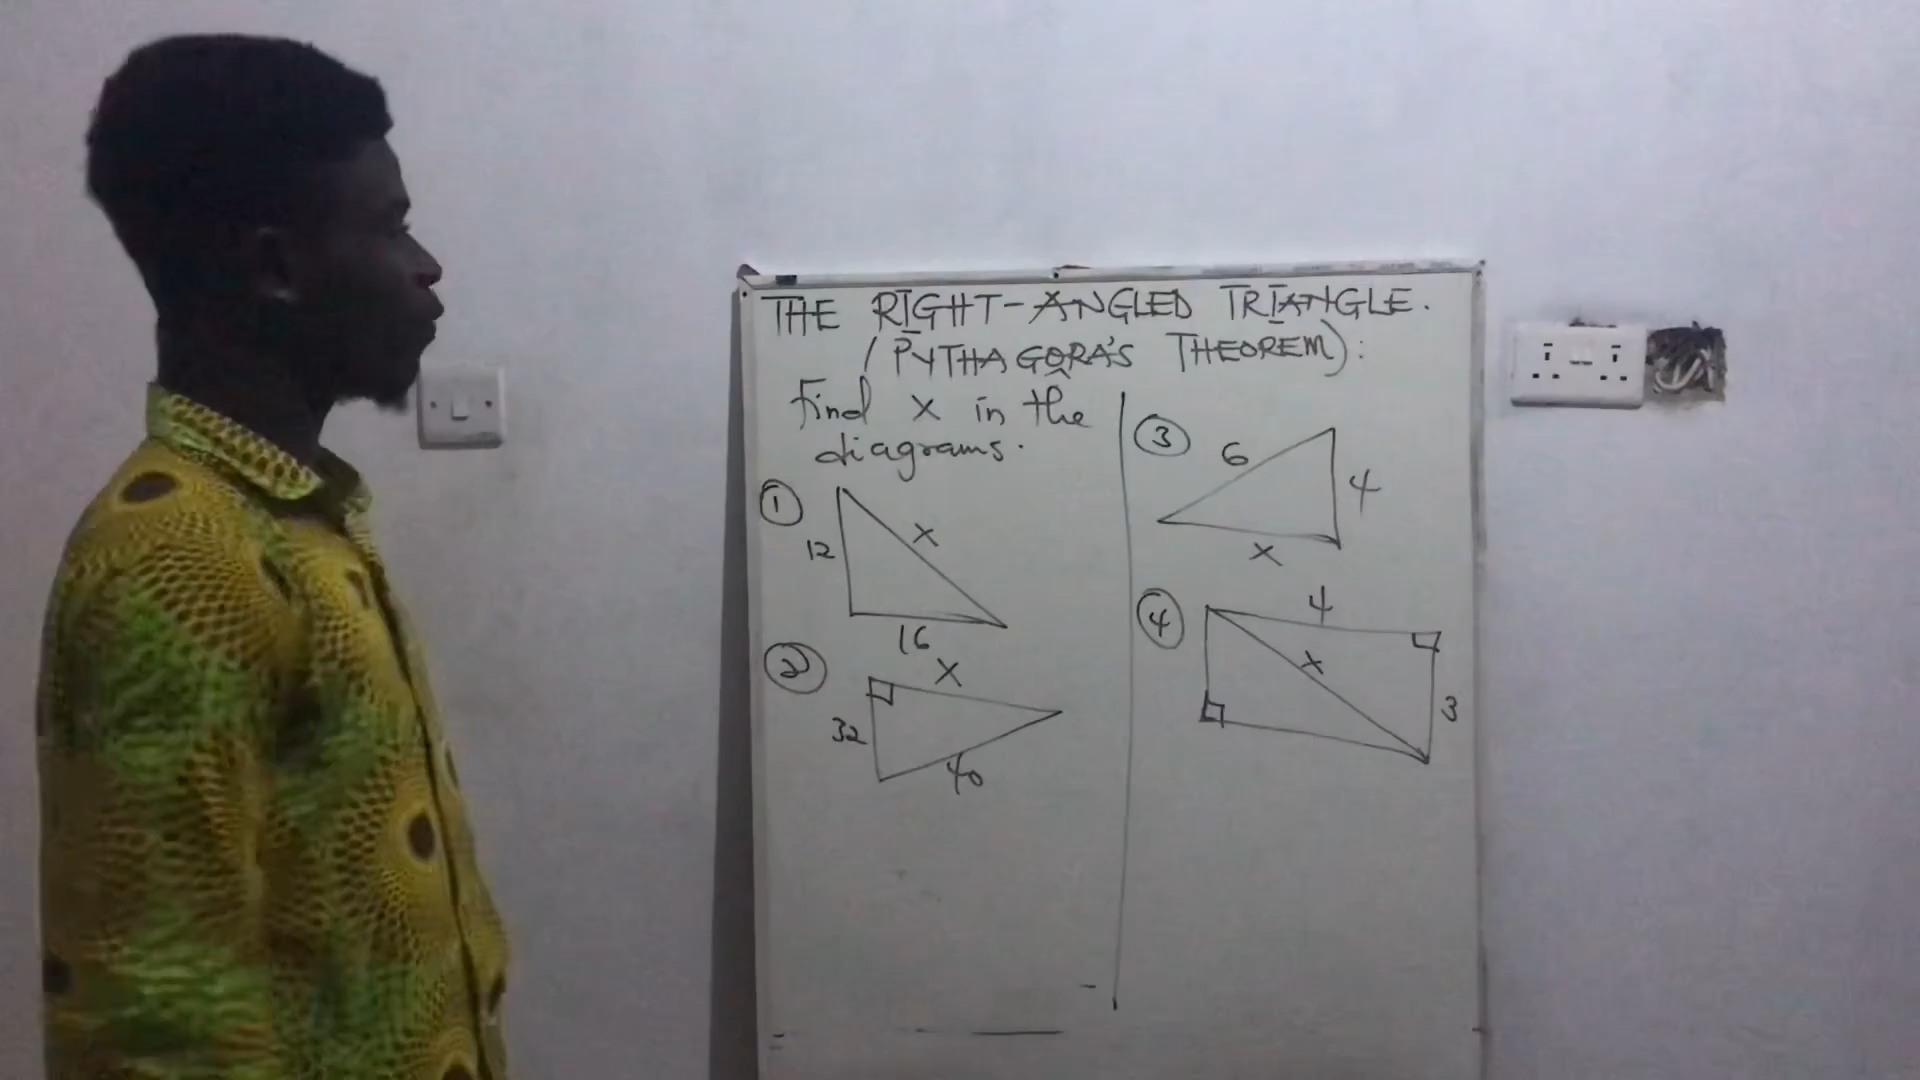 THE RIGHT-ANGLED TRIANGLE.
(PYTHAGORA'S THEOREM):
Find x in the
diagrams.
1
12
x
16
2
x
32
40
3
6
4
x
4
4
x
3